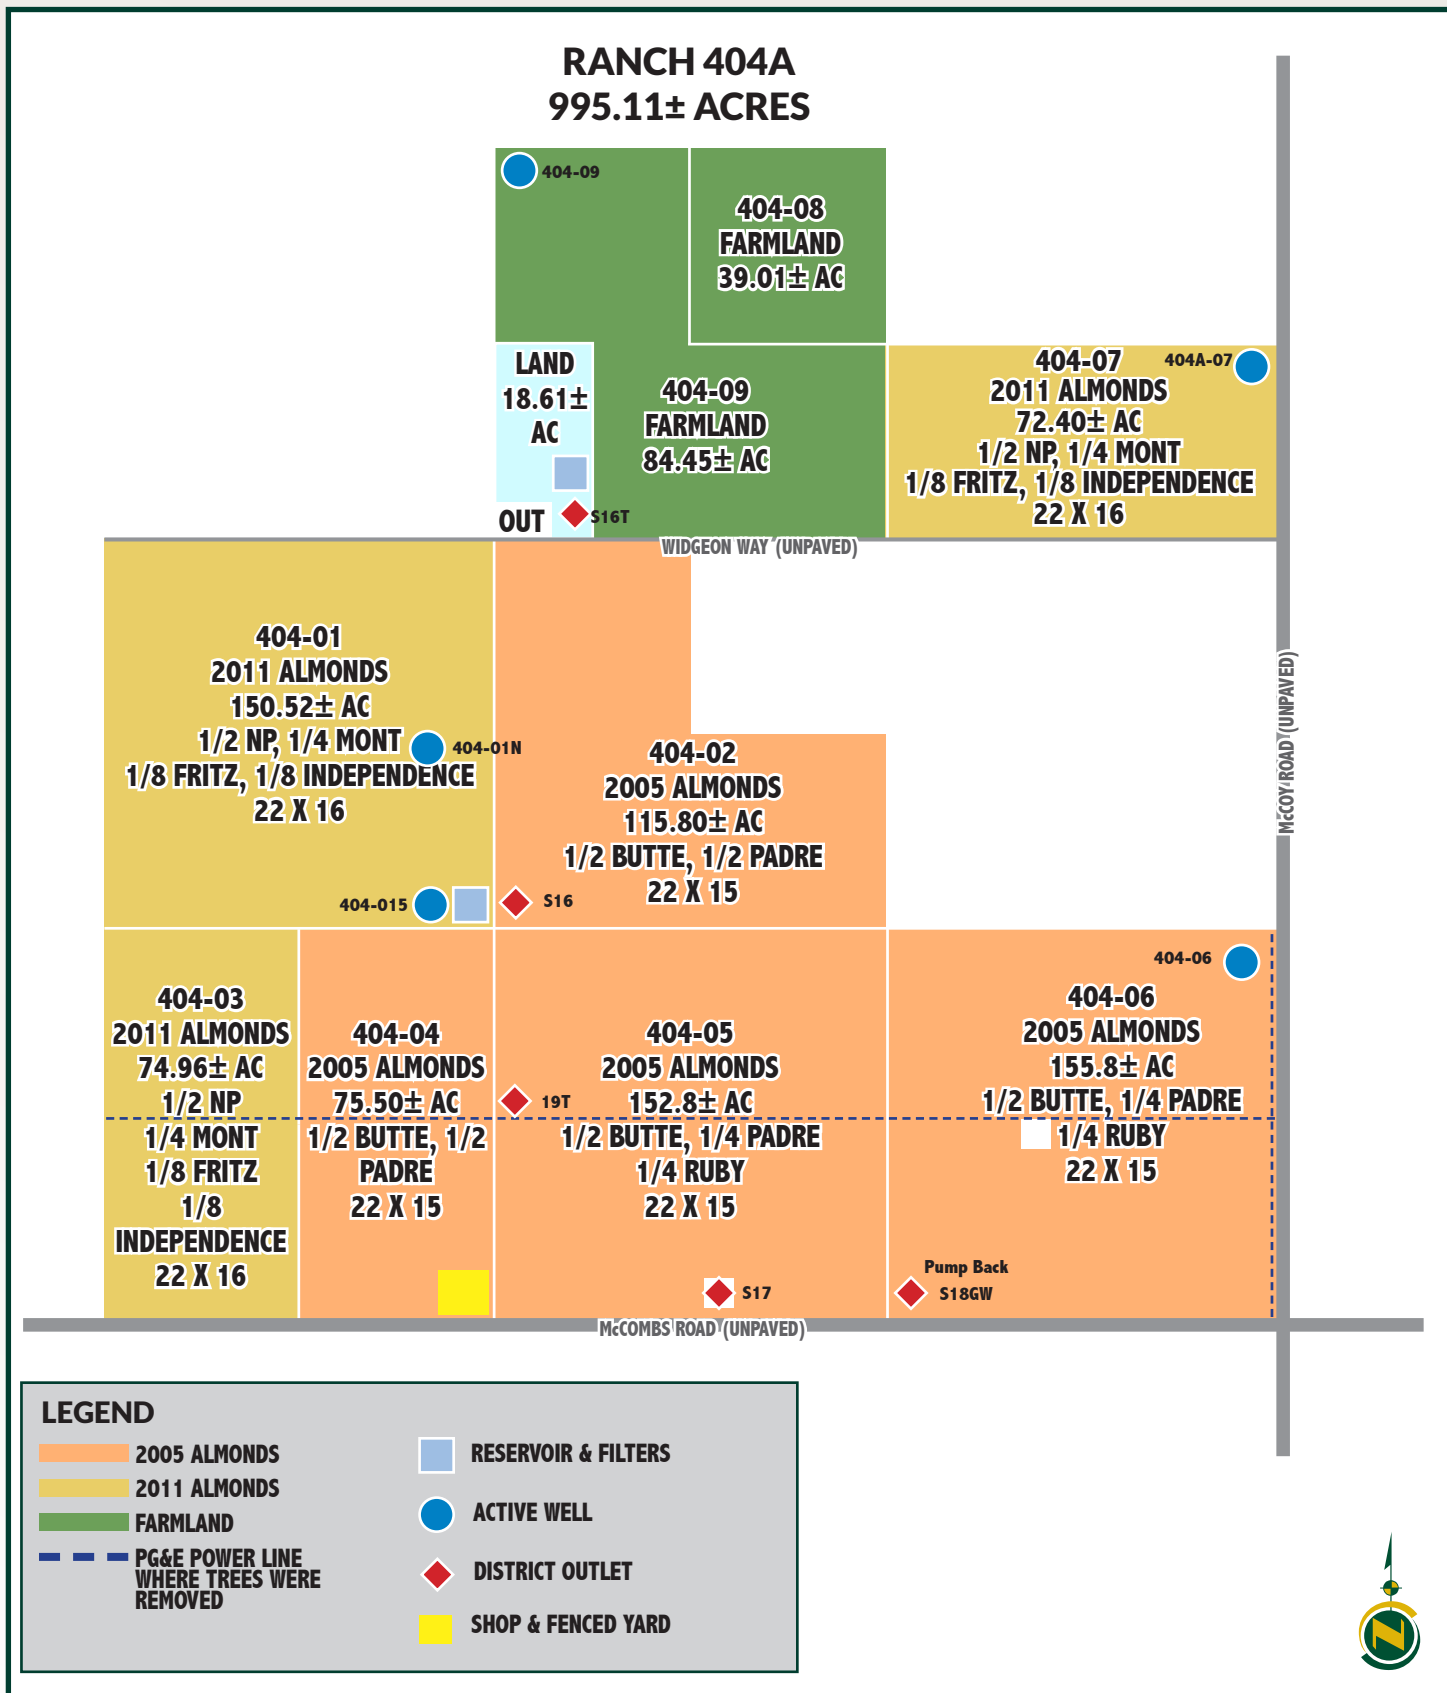 RANCH 404A
995.11± ACRES
404-09
404-08
FARMLAND
39.01± AC
LAND
18.61±
AC
OUT
S16T
404-09
FARMLAND
84.45± AC
404-07
404A-07
2011 ALMONDS
72.40± AC
1/2 NP, 1/4 MONT
1/8 FRITZ, 1/8 INDEPENDENCE
22 X 16
WIDGEON WAY (UNPAVED)
McCOY ROAD (UNPAVED)
404-01
2011 ALMONDS
150.52± AC
1/2 NP, 1/4 MONT
1/8 FRITZ, 1/8 INDEPENDENCE
22 X 16
404-01N
404-015
S16
404-02
2005 ALMONDS
115.80± AC
1/2 BUTTE, 1/2 PADRE
22 X 15
404-03
2011 ALMONDS
74.96± AC
1/2 NP
1/4 MONT
1/8 FRITZ
1/8
INDEPENDENCE
22 X 16
404-04
2005 ALMONDS
75.50± AC
1/2 BUTTE, 1/2
PADRE
22 X 15
19T
404-05
2005 ALMONDS
152.8± AC
1/2 BUTTE, 1/4 PADRE
1/4 RUBY
22 X 15
S17
404-06
404-06
2005 ALMONDS
155.8± AC
1/2 BUTTE, 1/4 PADRE
1/4 RUBY
22 X 15
Pump Back
S18GW
McCOMBS ROAD (UNPAVED)
LEGEND
2005 ALMONDS
2011 ALMONDS
FARMLAND
PG&E POWER LINE
WHERE TREES WERE
REMOVED
RESERVOIR & FILTERS
ACTIVE WELL
DISTRICT OUTLET
SHOP & FENCED YARD
N